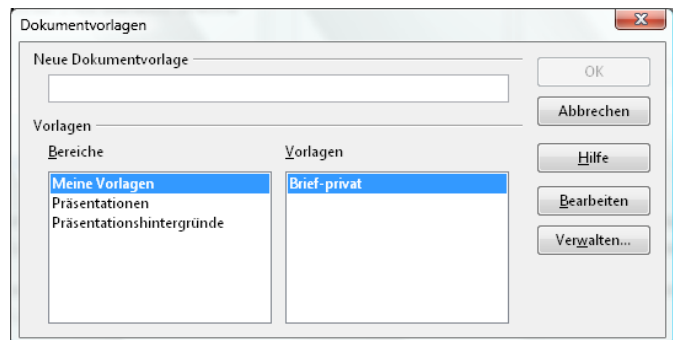 Dokumentvorlagen
Neue Dokumentvorlage
OK
Abbrechen
Vorlagen
Bereiche
Vorlagen
Hilfe
Meine Vorlagen
Präsentationen
Präsentationshintergründe
Brief-privat
Bearbeiten
Verwalten...